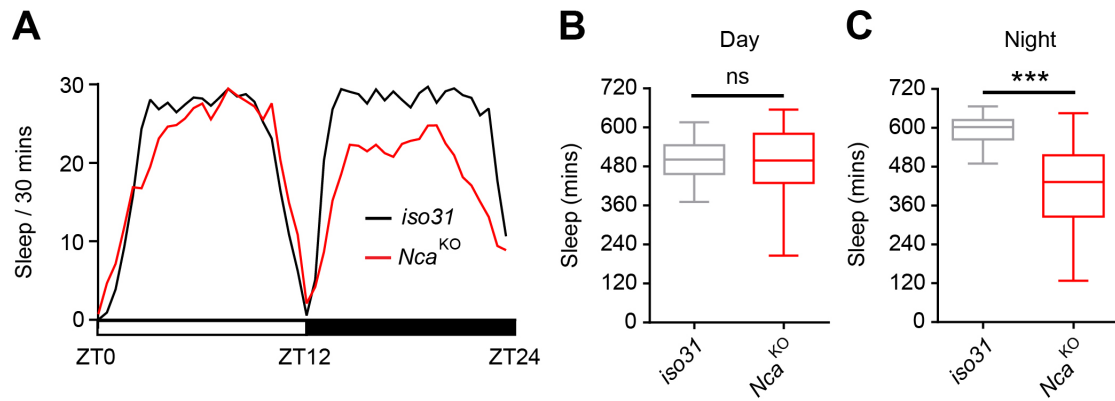 A
Sleep / 30 mins
30
20
10
0
iso31
Nca^KO
ZT0
ZT12
ZT24
B
Day
ns
Sleep (mins)
720
600
480
360
240
120
0
iso31
Nca^KO
C
Night
***
Sleep (mins)
720
600
480
360
240
120
0
iso31
Nca^KO